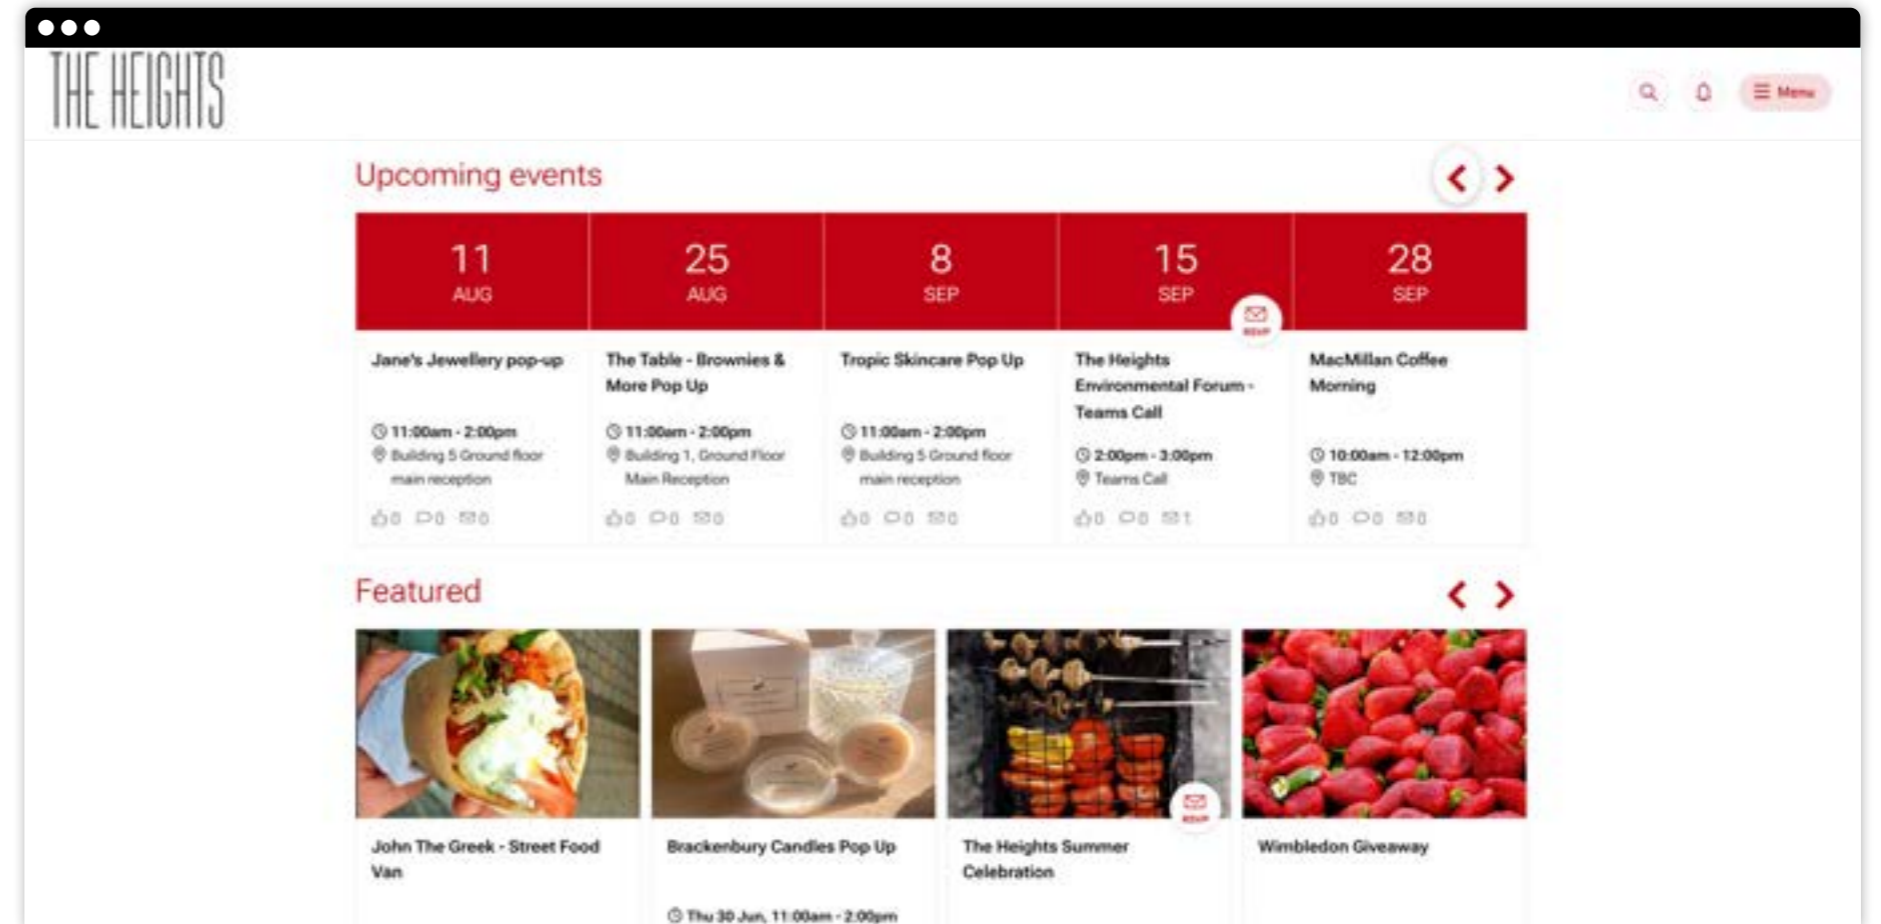 THE HEIGHTS
Menu
Upcoming events
11
AUG
25
AUG
8
SEP
15
SEP
RSVP
28
SEP
Jane's Jewellery pop-up
11:00am - 2:00pm
Building 5 Ground floor
main reception
0 0 0
The Table - Brownies &
More Pop Up
11:00am - 2:00pm
Building 1, Ground Floor
Main Reception
0 0 0
Tropic Skincare Pop Up
11:00am - 2:00pm
Building 5 Ground floor
main reception
0 0 0
The Heights
Environmental Forum -
Teams Call
2:00pm - 3:00pm
Teams Call
0 0 1
MacMillan Coffee
Morning
10:00am - 12:00pm
TBC
0 0 0
Featured
John The Greek - Street Food
Van
Brackenbury Candles Pop Up
Thu 30 Jun, 11:00am - 2:00pm
RSVP
The Heights Summer
Celebration
Wimbledon Giveaway